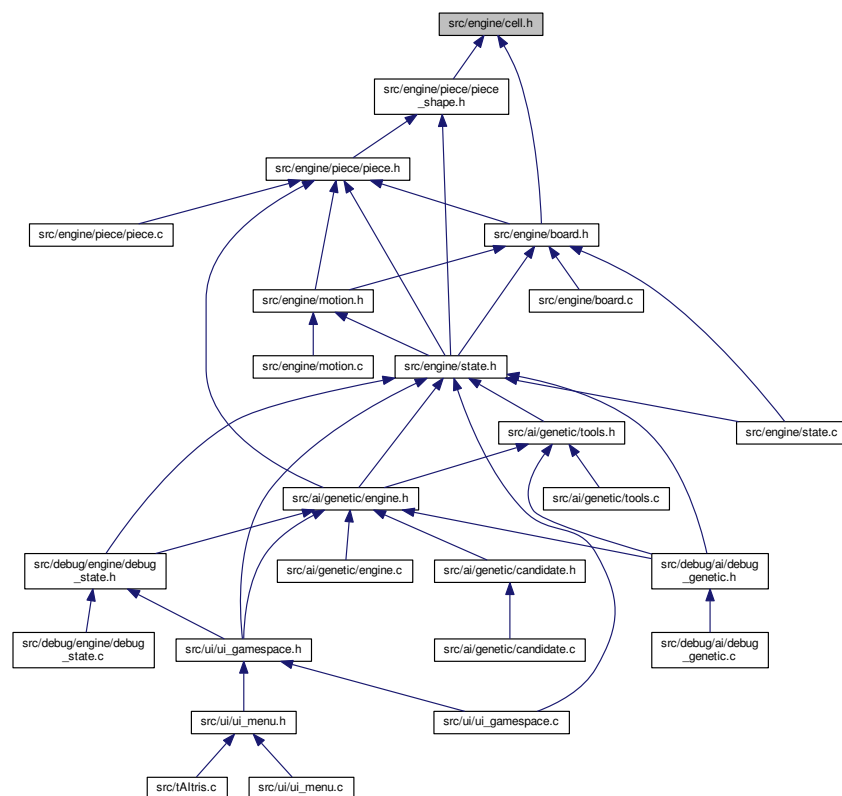 src/engine/cell.h
src/engine/piece/piece
_shape.h
src/engine/piece/piece.h
src/engine/piece/piece.c
src/engine/board.h
src/engine/motion.h
src/engine/board.c
src/engine/motion.c
src/engine/state.h
src/ai/genetic/tools.h
src/engine/state.c
src/ai/genetic/engine.h
src/ai/genetic/tools.c
src/debug/engine/debug
_state.h
src/ai/genetic/engine.c
src/ai/genetic/candidate.h
src/debug/ai/debug
_genetic.h
src/debug/engine/debug
_state.c
src/ui/ui_gamespace.h
src/ai/genetic/candidate.c
src/debug/ai/debug
_genetic.c
src/ui/ui_menu.h
src/ui/ui_gamespace.c
src/tAItris.c
src/ui/ui_menu.c